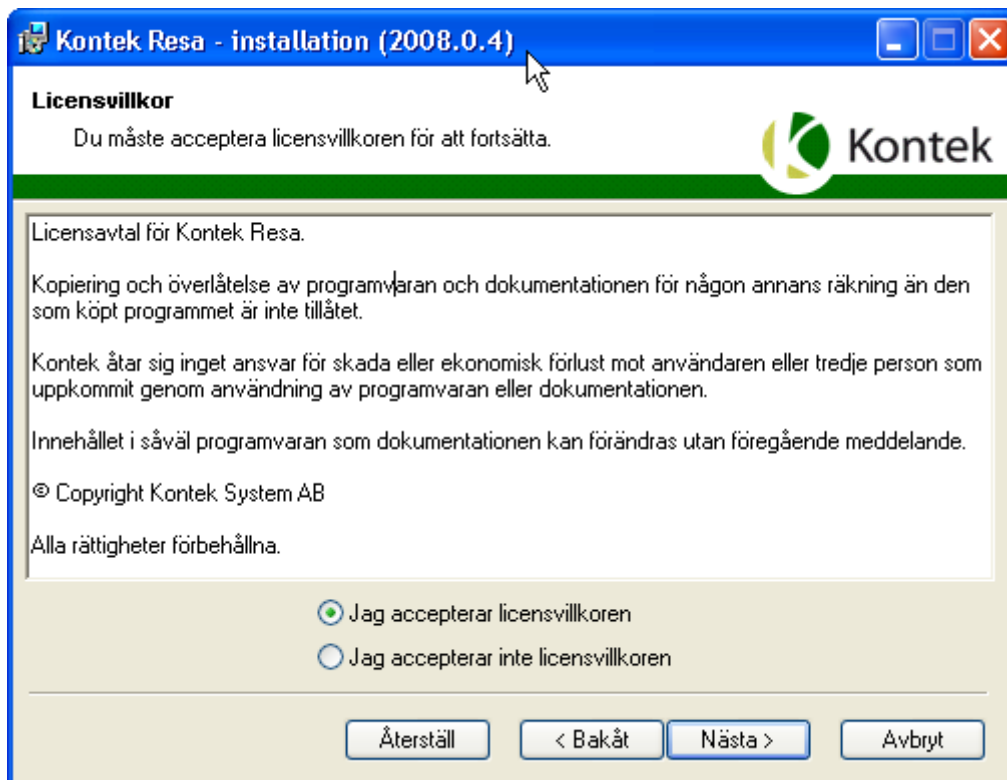 Kontek Resa - installation (2008.0.4)
Licensvillkor
Du måste acceptera licensvillkoren för att fortsätta.
Kontek
Licensavtal för Kontek Resa.
Kopiering och överlåtelse av programvaran och dokumentationen för någon annans räkning än den
som köpt programmet är inte tillåtet.
Kontek åtar sig inget ansvar för skada eller ekonomisk förlust mot användaren eller tredje person som
uppkommit genom användning av programvaran eller dokumentationen.
Innehållet i såväl programvaran som dokumentationen kan förändras utan föregående meddelande.
© Copyright Kontek System AB
Alla rättigheter förbehållna.
Jag accepterar licensvillkoren
Jag accepterar inte licensvillkoren
Återställ < Bakåt Nästa > Avbryt